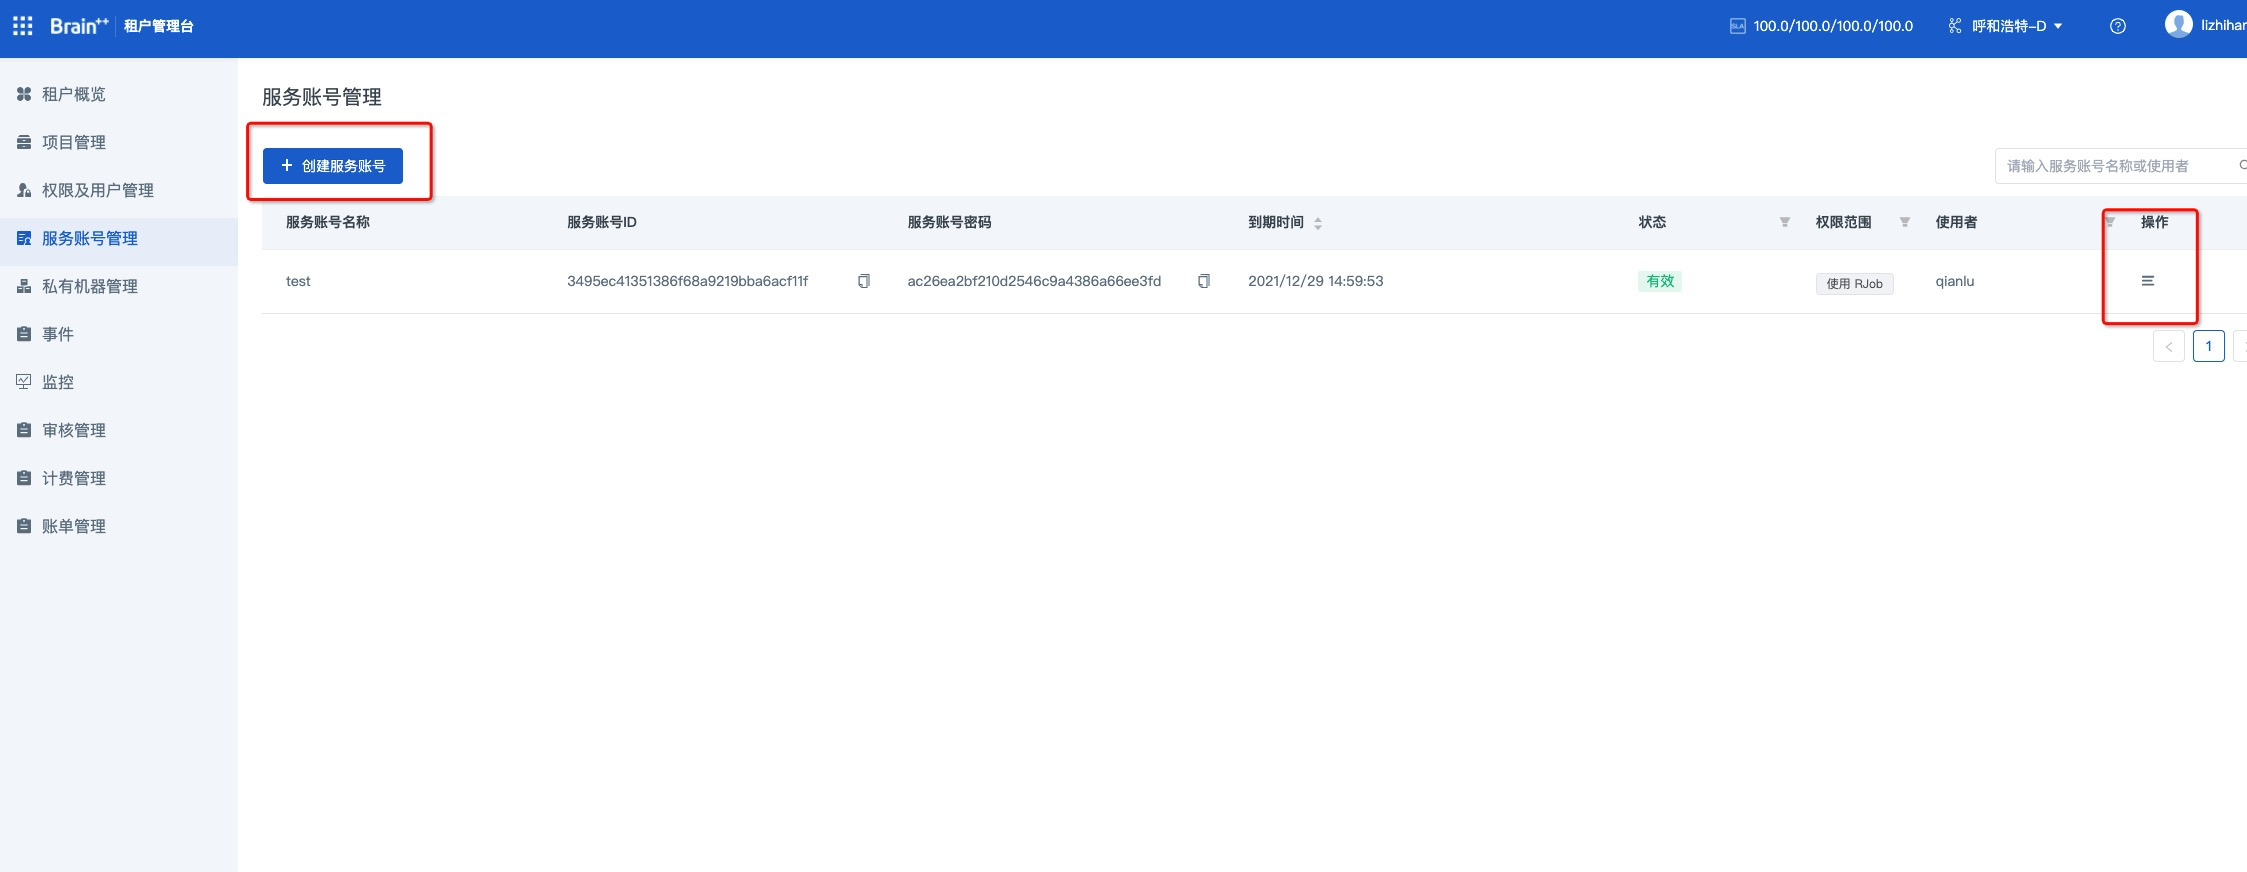 Brain++ 租户管理台 SLA 100.0/100.0/100.0/100.0 呼和浩特-D lizhihan
租户概览
项目管理
权限及用户管理
服务账号管理
私有机器管理
事件
监控
审核管理
计费管理
账单管理
服务账号管理
+ 创建服务账号
请输入服务账号名称或使用者
服务账号名称 服务账号ID 服务账号密码 到期时间 状态 权限范围 使用者 操作
test 3495ec41351386f68a9219bba6acf11f ac26ea2bf210d2546c9a4386a66ee3fd 2021/12/29 14:59:53 有效 使用 RJob qianlu
< 1